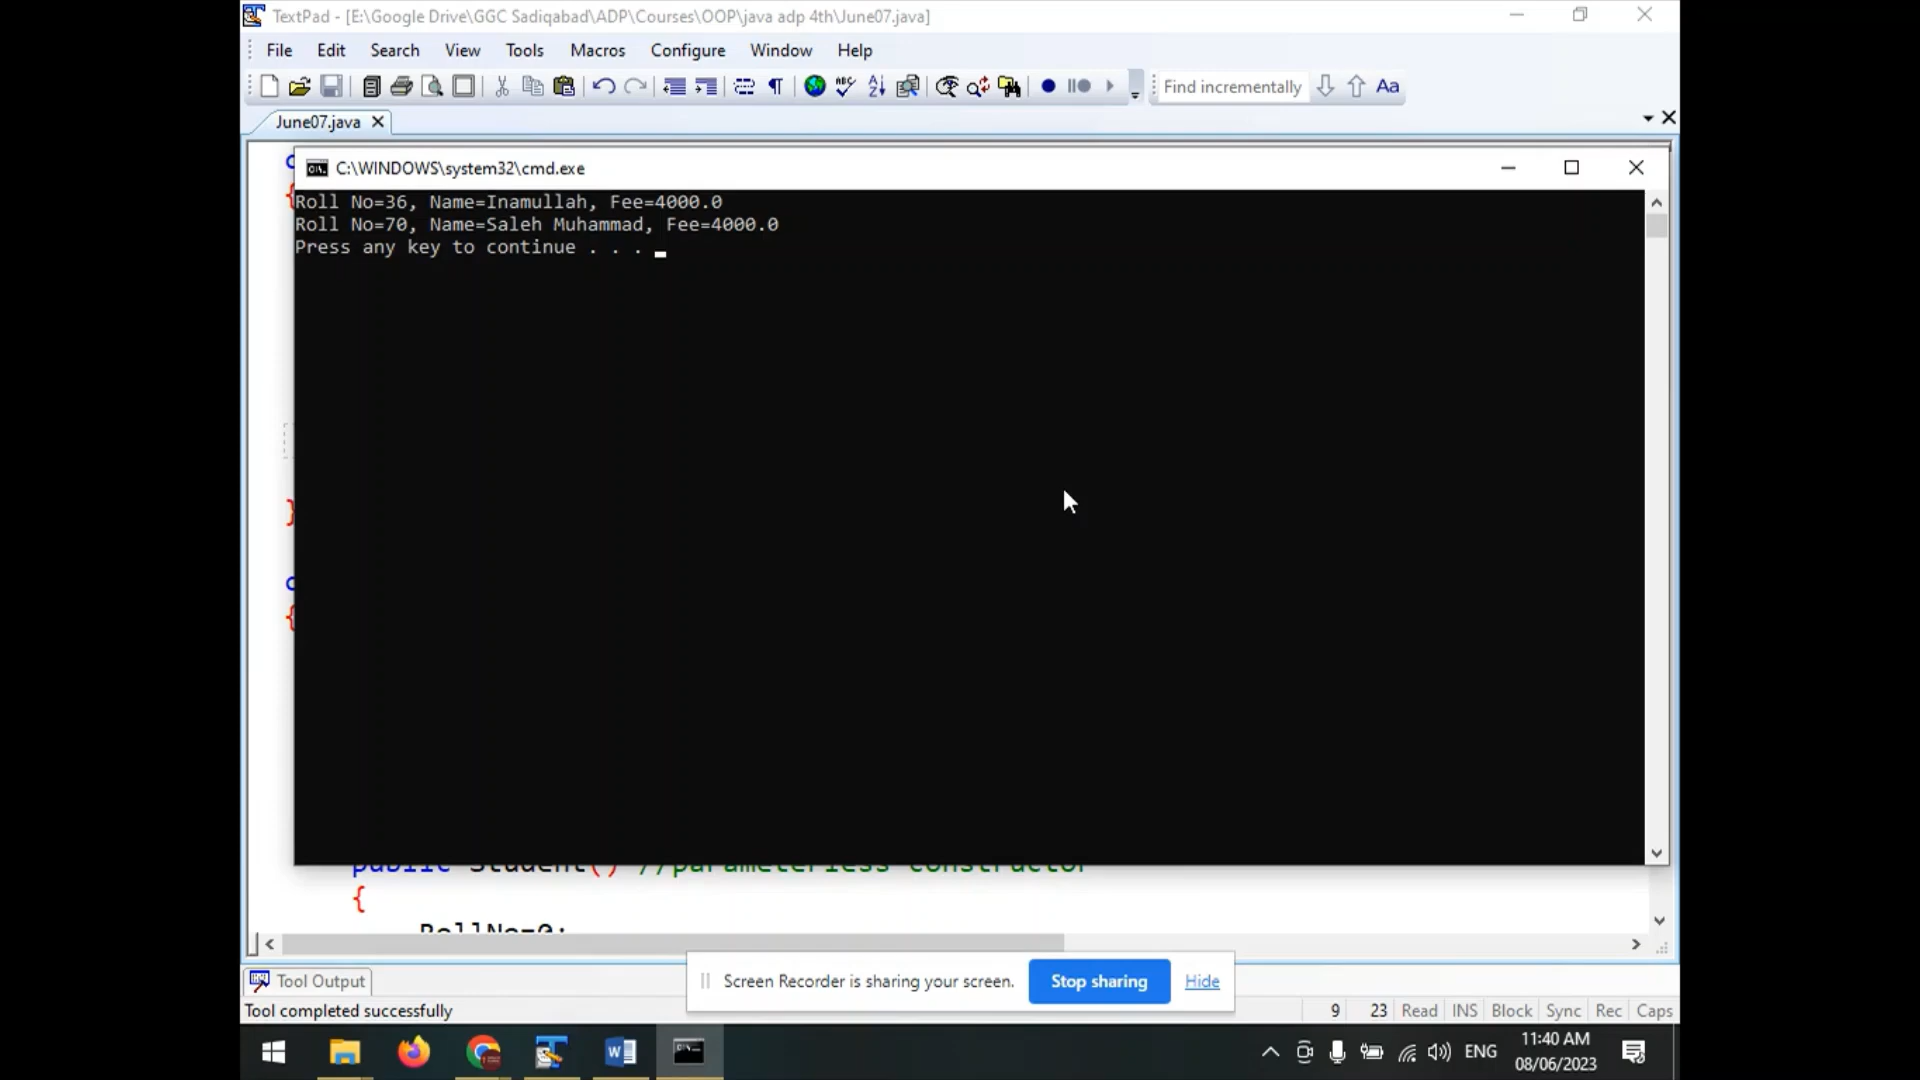 TextPad - [E:\Google Drive\GGC Sadiqabad\ADP\Courses\OOP\java adp 4th\June07.java]
File Edit Search View Tools Macros Configure Window Help
Find incrementally Aa
June07.java
C:\WINDOWS\system32\cmd.exe
{
Roll No=36, Name=Inamullah, Fee=4000.0
Roll No=70, Name=Saleh Muhammad, Fee=4000.0
Press any key to continue . . .
}
{
public Student() //parameterless constructor
{
RollNo=0;
Tool Output
Screen Recorder is sharing your screen. Stop sharing Hide
Tool completed successfully 9 23 Read INS Block Sync Rec Caps
ENG 11:40 AM
08/06/2023